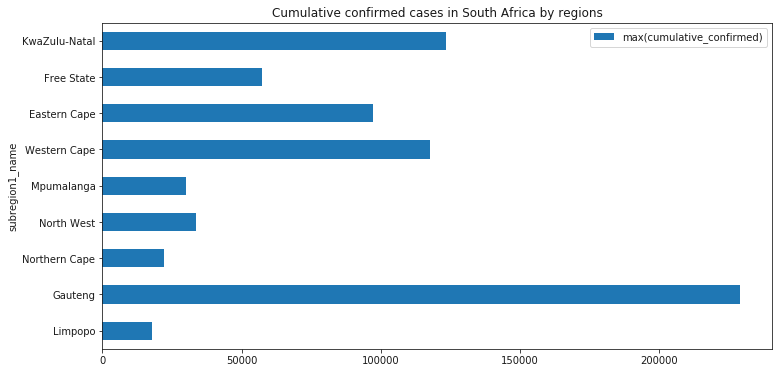 Cumulative confirmed cases in South Africa by regions
max(cumulative_confirmed)
subregion1_name
KwaZulu-Natal
Free State
Eastern Cape
Western Cape
Mpumalanga
North West
Northern Cape
Gauteng
Limpopo
0
50000
100000
150000
200000